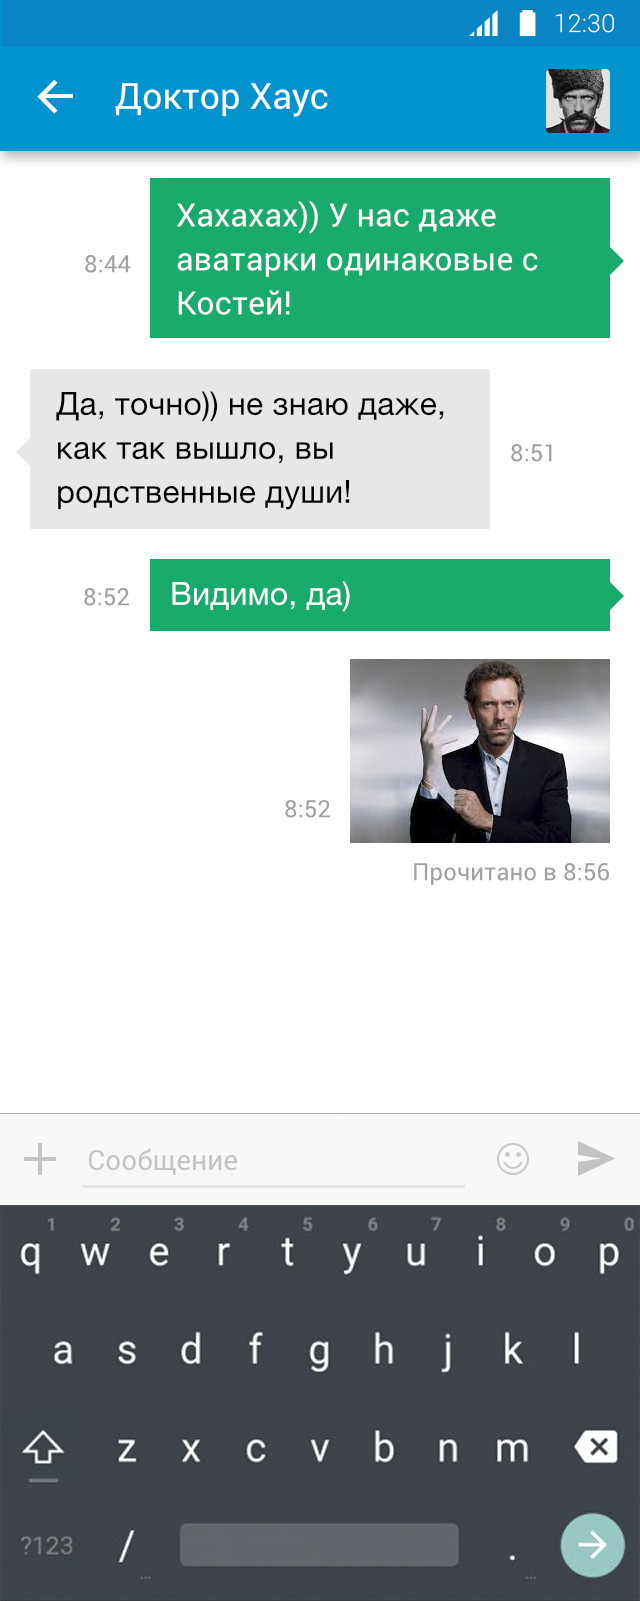 12:30
Доктор Хаус
Хахахах)) У нас даже
аватарки одинаковые с
Костей!
8:44
Да, точно)) не знаю даже,
как так вышло, вы
родственные души!
8:51
8:52
Видимо, да)
8:52
Прочитано в 8:56
Сообщение
1 2 3 4 5 6 7 8 9 0
q w e r t y u i o p
a s d f g h j k l
z x c v b n m
?123 / .